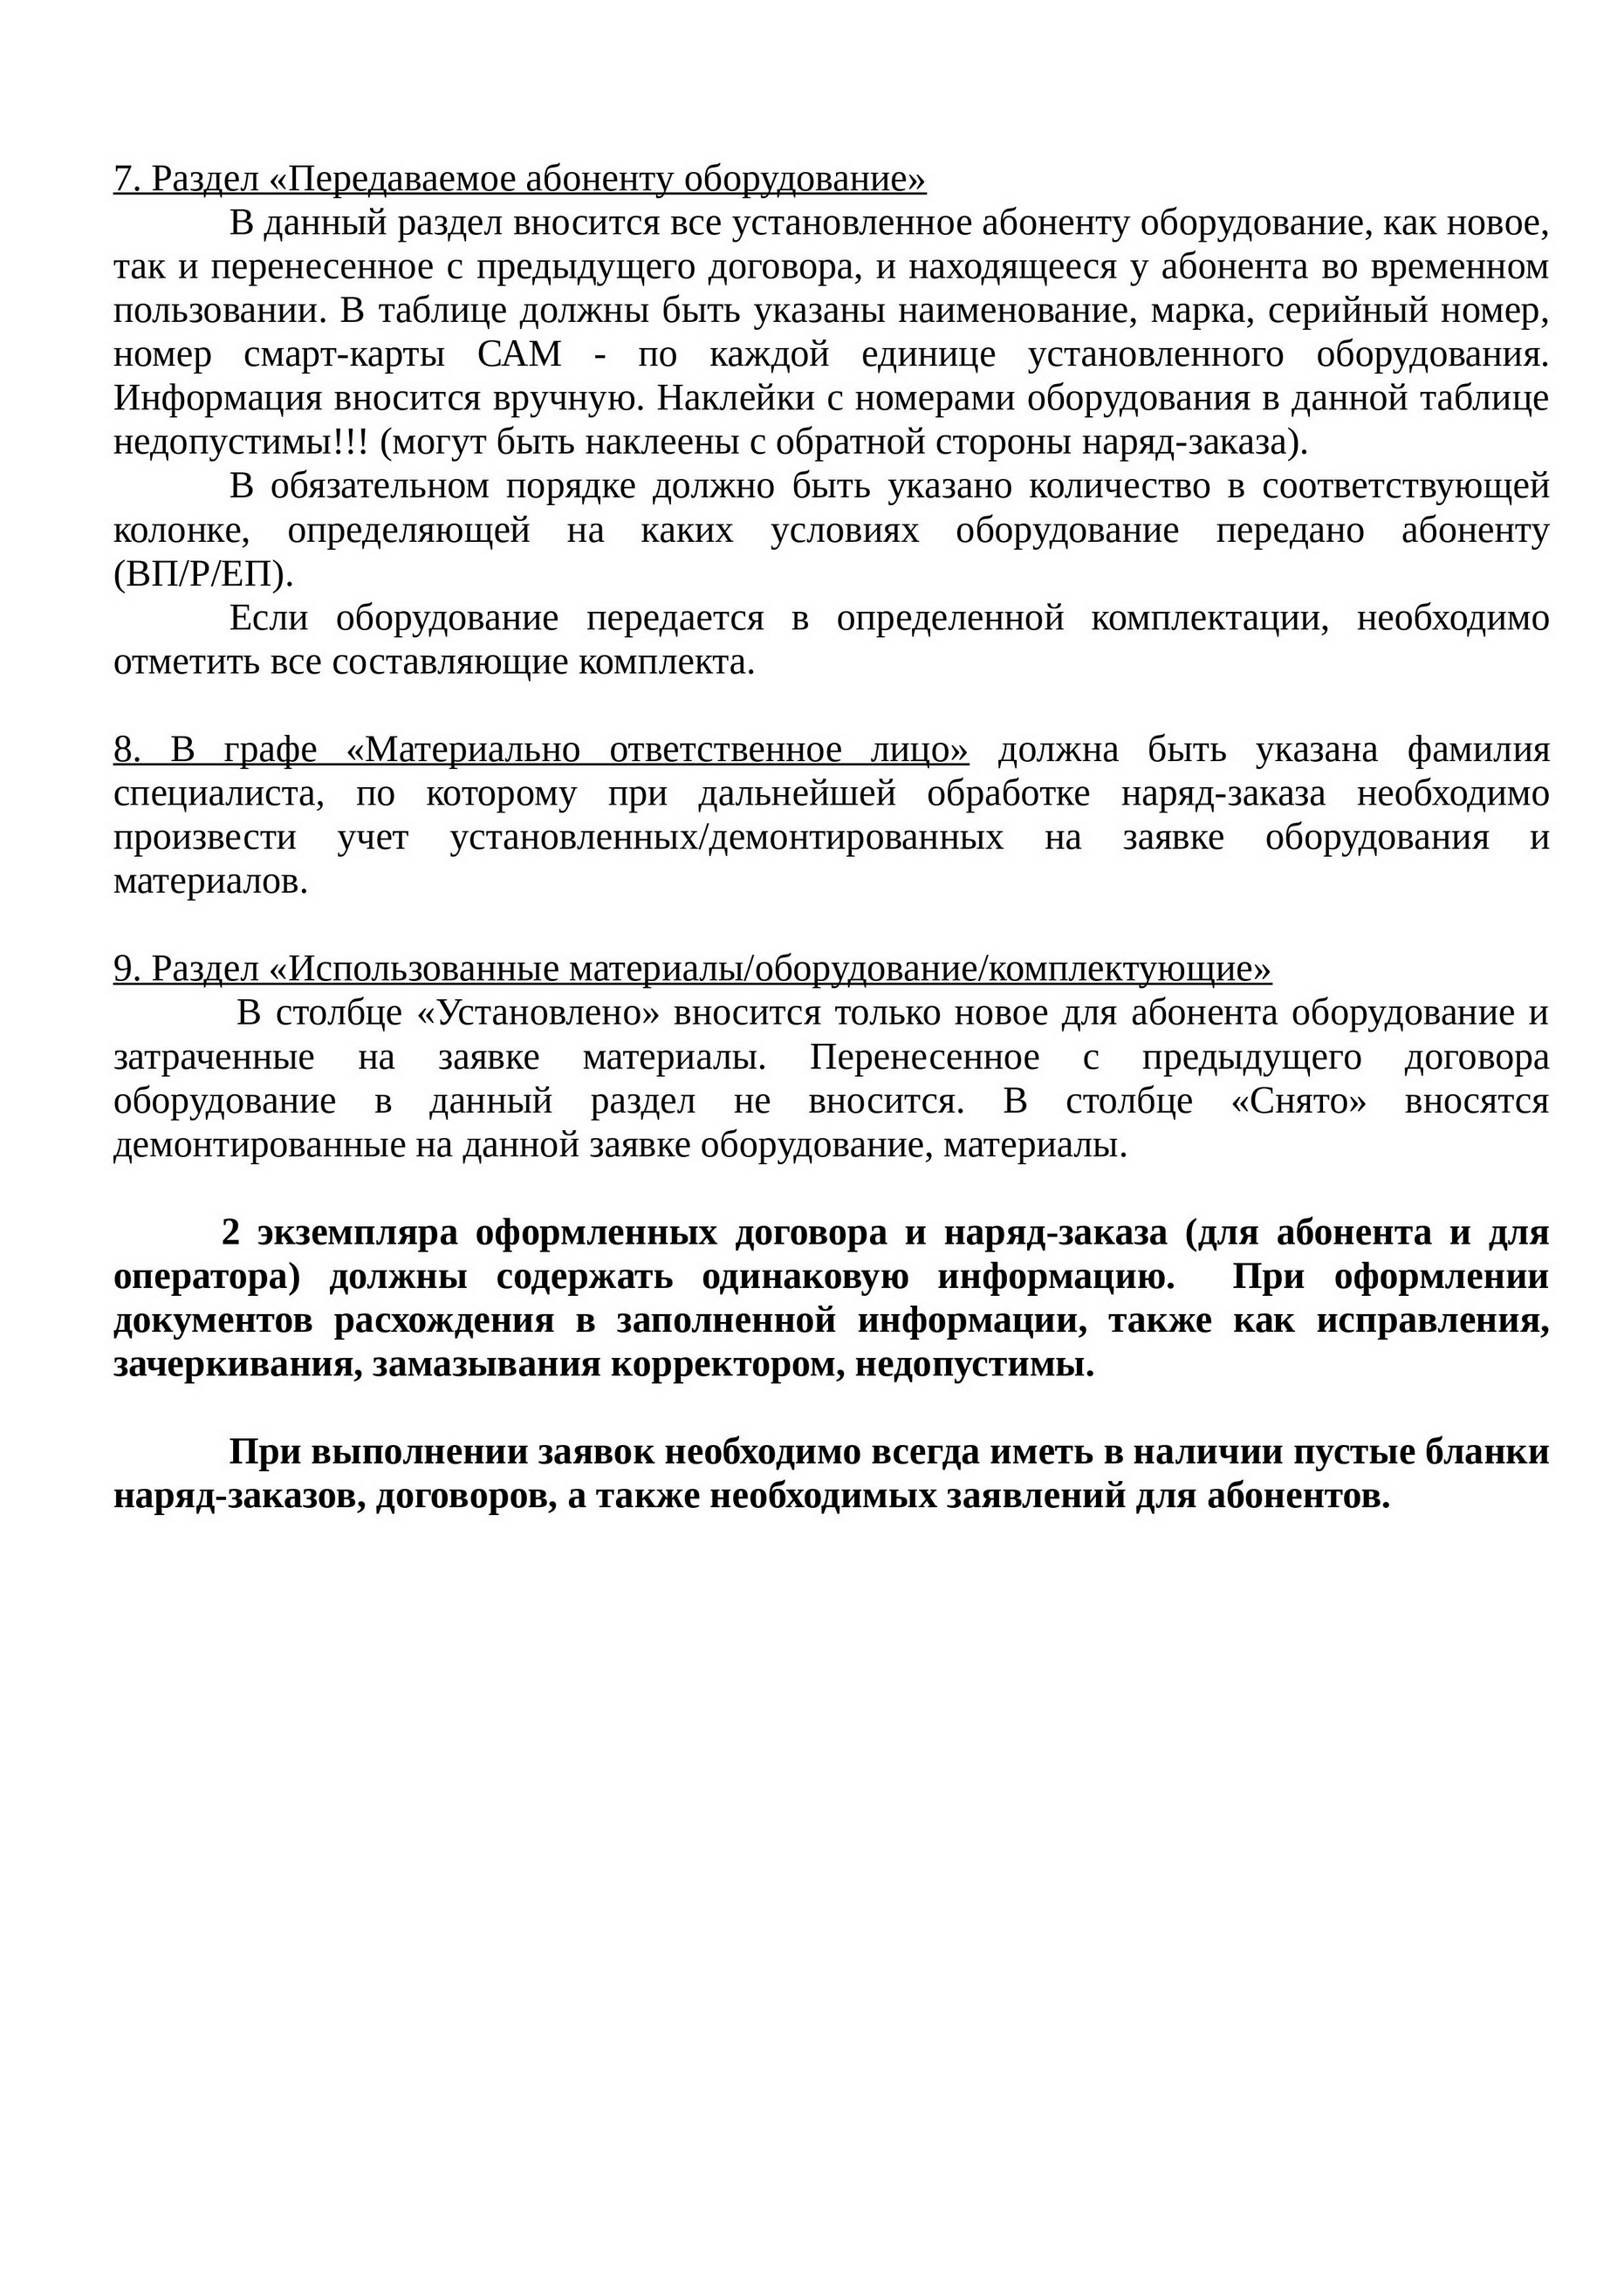 7. Раздел «Передаваемое абоненту оборудование»
В данный раздел вносится все установленное абоненту оборудование, как новое,
так и перенесенное с предыдущего договора, и находящееся у абонента во временном
пользовании. В таблице должны быть указаны наименование, марка, серийный номер,
номер смарт-карты САМ - по каждой единице установленного оборудования.
Информация вносится вручную. Наклейки с номерами оборудования в данной таблице
недопустимы!!! (могут быть наклеены с обратной стороны наряд-заказа).
В обязательном порядке должно быть указано количество в соответствующей
колонке, определяющей на каких условиях оборудование передано абоненту
(ВП/Р/ЕП).
Если оборудование передается в определенной комплектации, необходимо
отметить все составляющие комплекта.
8. В графе «Материально ответственное лицо» должна быть указана фамилия
специалиста, по которому при дальнейшей обработке наряд-заказа необходимо
произвести учет установленных/демонтированных на заявке оборудования и
материалов.
9. Раздел «Использованные материалы/оборудование/комплектующие»
В столбце «Установлено» вносится только новое для абонента оборудование и
затраченные на заявке материалы. Перенесенное с предыдущего договора
оборудование в данный раздел не вносится. В столбце «Снято» вносятся
демонтированные на данной заявке оборудование, материалы.
2 экземпляра оформленных договора и наряд-заказа (для абонента и для
оператора) должны содержать одинаковую информацию. При оформлении
документов расхождения в заполненной информации, также как исправления,
зачеркивания, замазывания корректором, недопустимы.
При выполнении заявок необходимо всегда иметь в наличии пустые бланки
наряд-заказов, договоров, а также необходимых заявлений для абонентов.